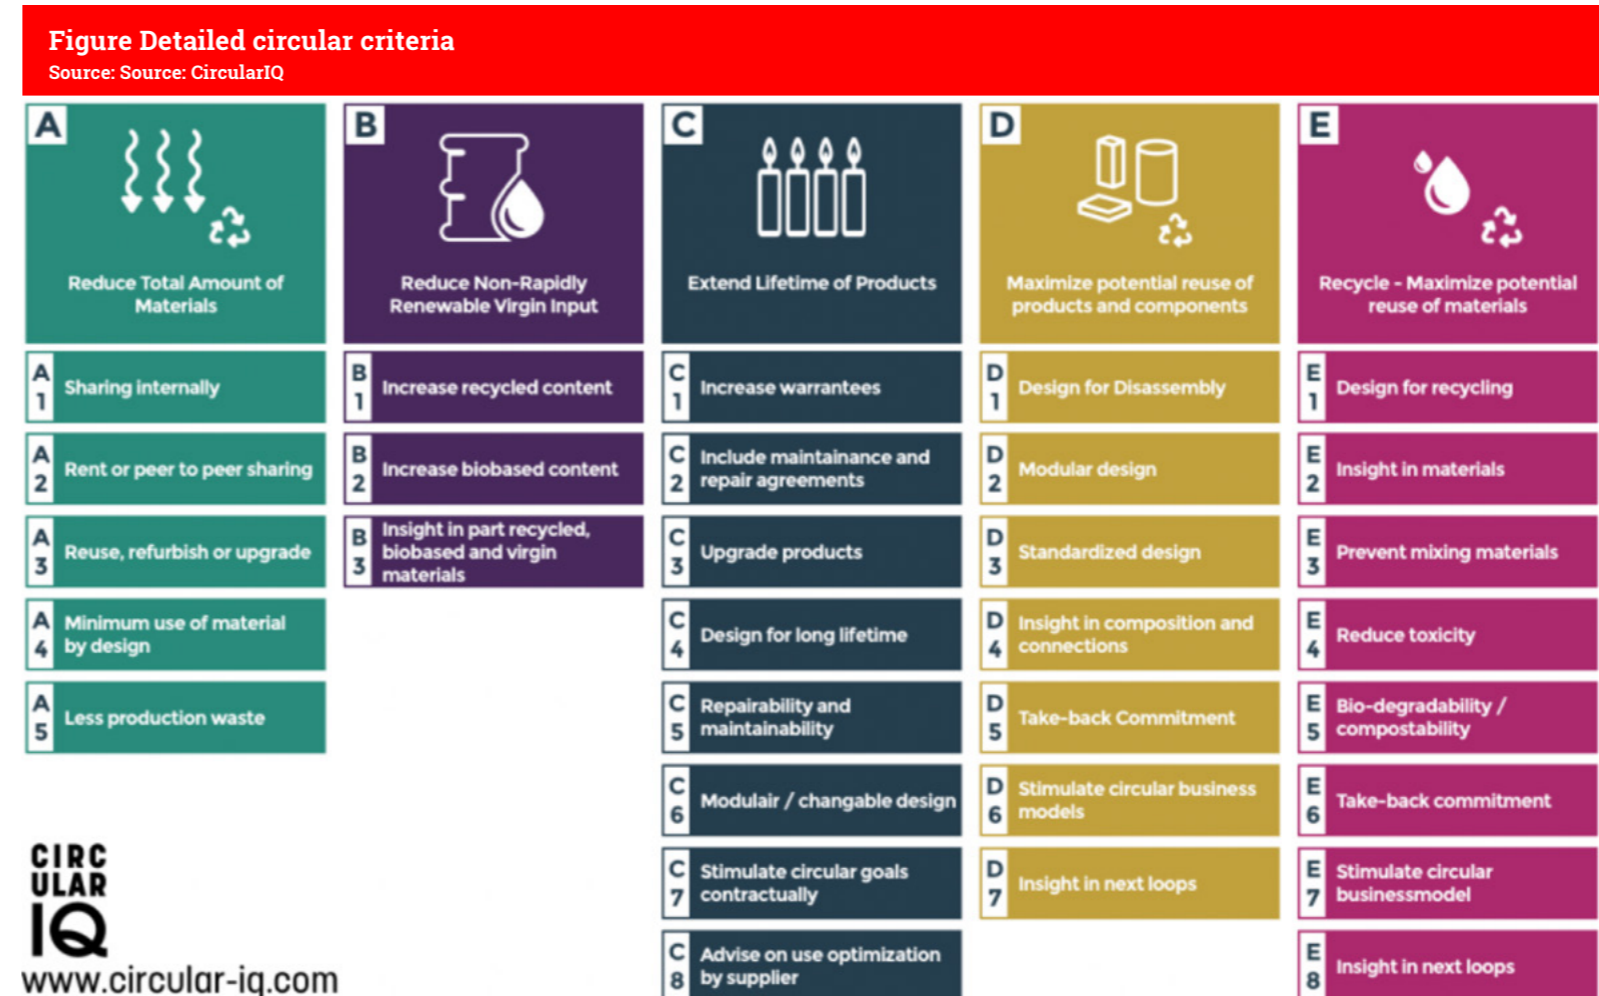 Figure Detailed circular criteria
Source: Source: CircularIQ
A
Reduce Total Amount of
Materials
A
1
Sharing internally
A
2
Rent or peer to peer sharing
A
3
Reuse, refurbish or upgrade
A
4
Minimum use of material
by design
A
5
Less production waste
B
Reduce Non-Rapidly
Renewable Virgin Input
B
1
Increase recycled content
B
2
Increase biobased content
B
3
Insight in part recycled,
biobased and virgin
materials
C
Extend Lifetime of Products
C
1
Increase warrantees
C
2
Include maintainance and
repair agreements
C
3
Upgrade products
C
4
Design for long lifetime
C
5
Repairability and
maintainability
C
6
Modulair / changable design
C
7
Stimulate circular goals
contractually
C
8
Advise on use optimization
by supplier
D
Maximize potential reuse of
products and components
D
1
Design for Disassembly
D
2
Modular design
D
3
Standardized design
D
4
Insight in composition and
connections
D
5
Take-back Commitment
D
6
Stimulate circular business
models
D
7
Insight in next loops
E
Recycle - Maximize potential
reuse of materials
E
1
Design for recycling
E
2
Insight in materials
E
3
Prevent mixing materials
E
4
Reduce toxicity
E
5
Bio-degradability /
compostability
E
6
Take-back commitment
E
7
Stimulate circular
businessmodel
E
8
Insight in next loops
CIRC
ULAR
IQ
www.circular-iq.com